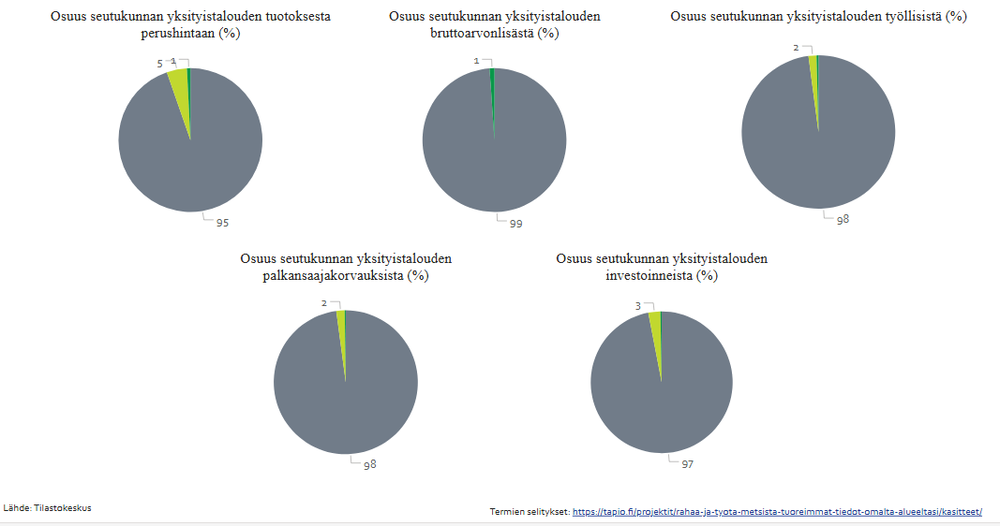 Osuus seutukunnan yksityistalouden tuotoksesta
perushintaan (%)
5
1
95
Osuus seutukunnan yksityistalouden
bruttoarvonlisästä (%)
1
99
Osuus seutukunnan yksityistalouden työllisistä (%)
2
98
Osuus seutukunnan yksityistalouden
palkansaajakorvauksista (%)
2
98
Osuus seutukunnan yksityistalouden
investoinneista (%)
3
97
Lähde: Tilastokeskus
Termien selitykset: https://tapio.fi/projektit/rahaa-ja-tyota-metsista-tuoreimmat-tiedot-omalta-alueeltasi/kasitteet/